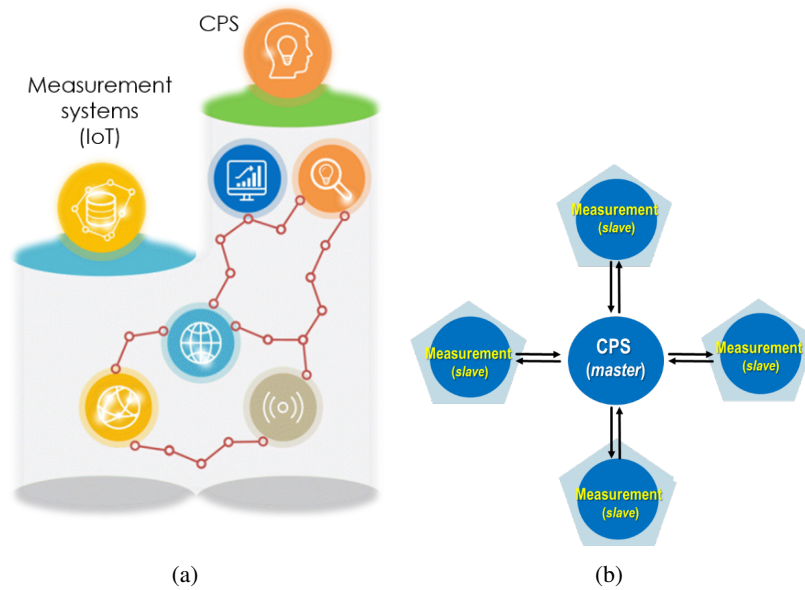 CPS
Measurement
systems
(IoT)
(a)
Measurement
(slave)
Measurement
(slave)
CPS
(master)
Measurement
(slave)
Measurement
(slave)
(b)